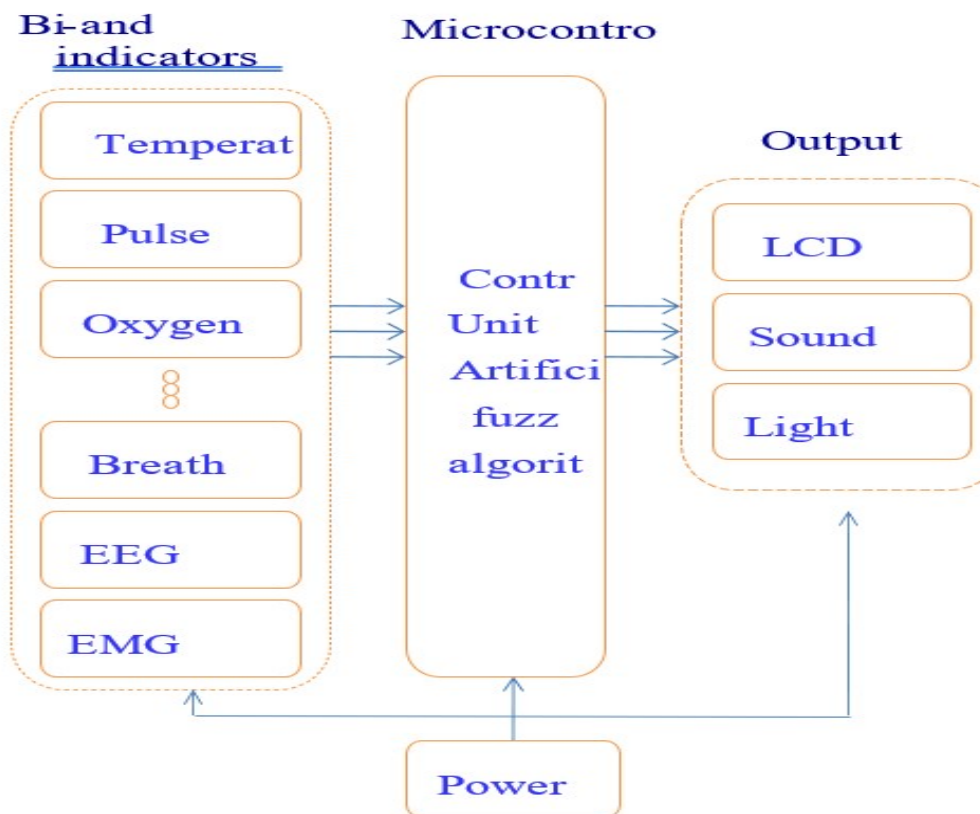 Bi-and
indicators
Temperat
Pulse
Oxygen
Breath
EEG
EMG
Microcontro
Contr
Unit
Artifici
fuzz
algorit
Output
LCD
Sound
Light
Power